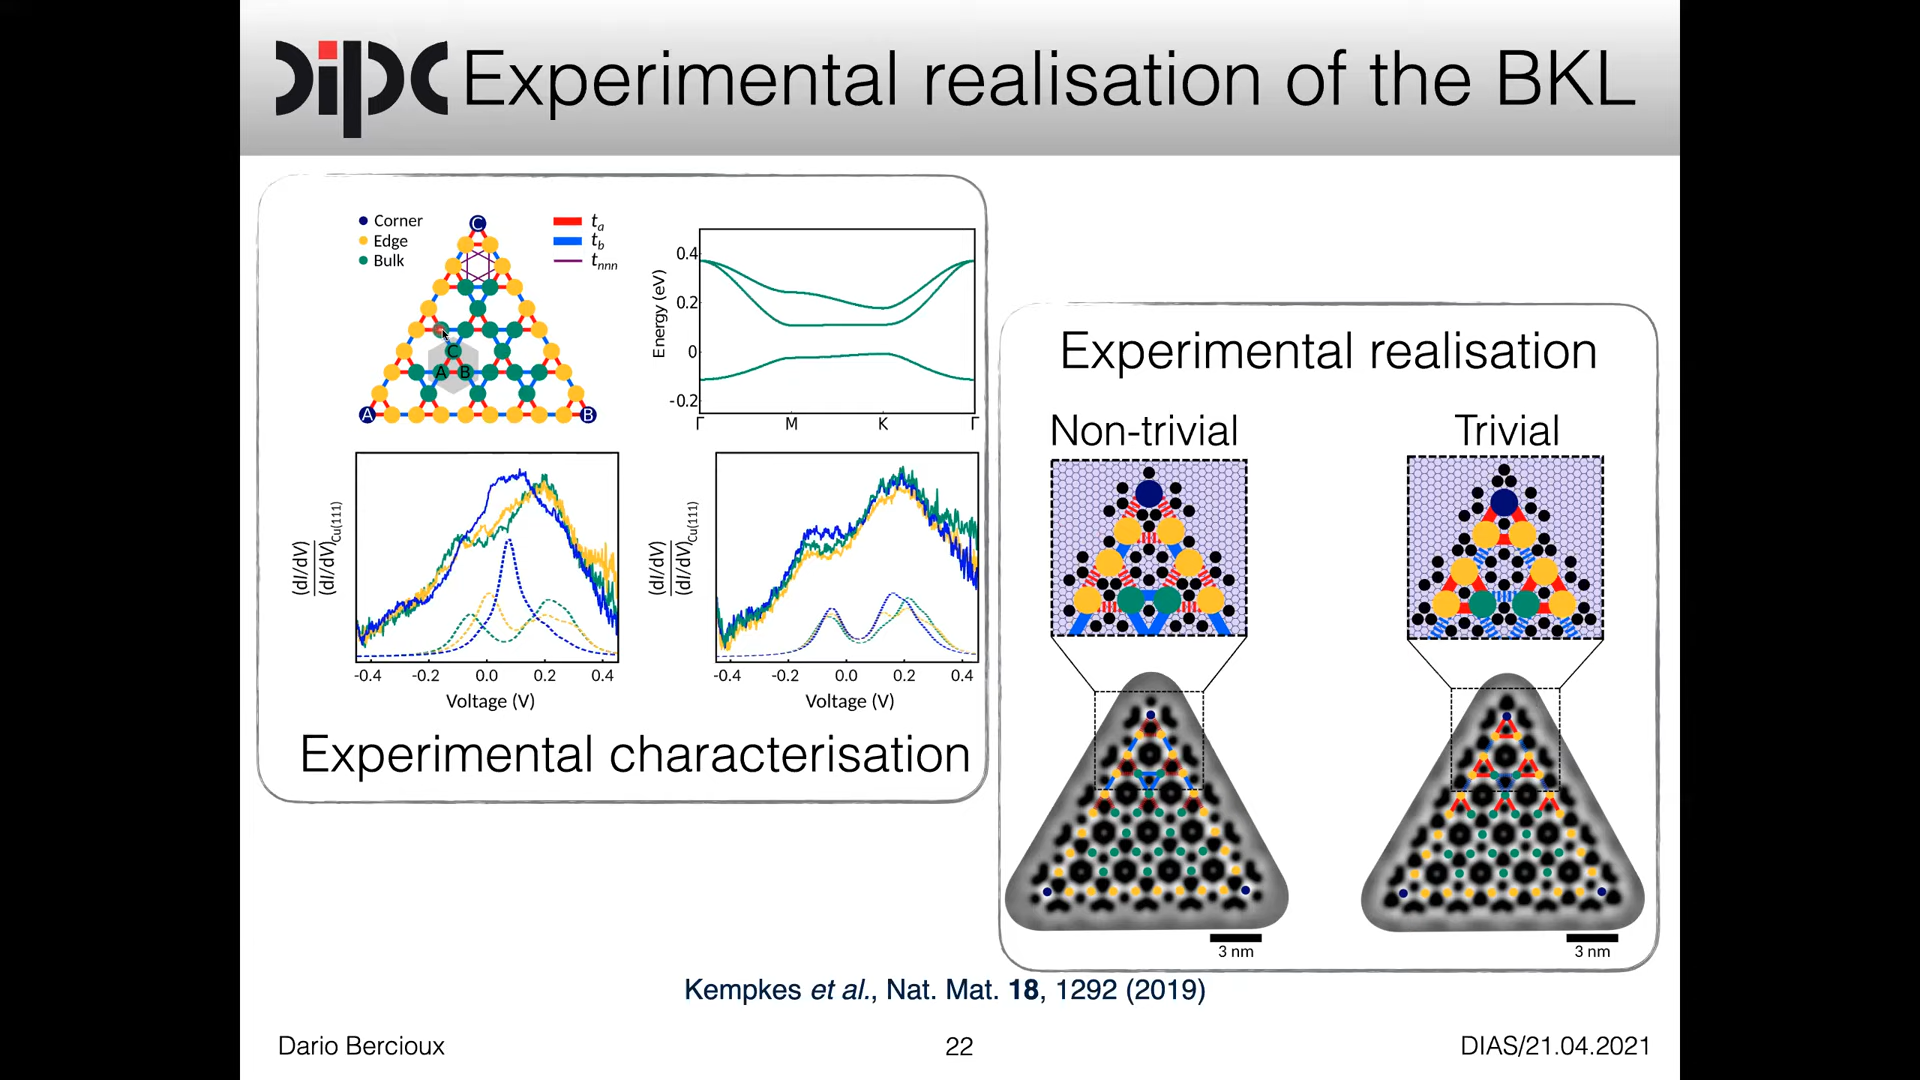 dipc
Experimental realisation of the BKL
Corner
Edge
Bulk
t_a
t_b
t_nnn
C
C
A B
A
B
Energy (eV)
0.4
0.2
0
-0.2
Γ M K Γ
(dI/dV)
(dI/dV)Cu(111)
-0.4 -0.2 0.0 0.2 0.4
Voltage (V)
(dI/dV)
(dI/dV)Cu(111)
-0.4 -0.2 0.0 0.2 0.4
Voltage (V)
Experimental characterisation
Experimental realisation
Non-trivial
Trivial
3 nm
3 nm
Kempkes et al., Nat. Mat. 18, 1292 (2019)
Dario Bercioux
22
DIAS/21.04.2021